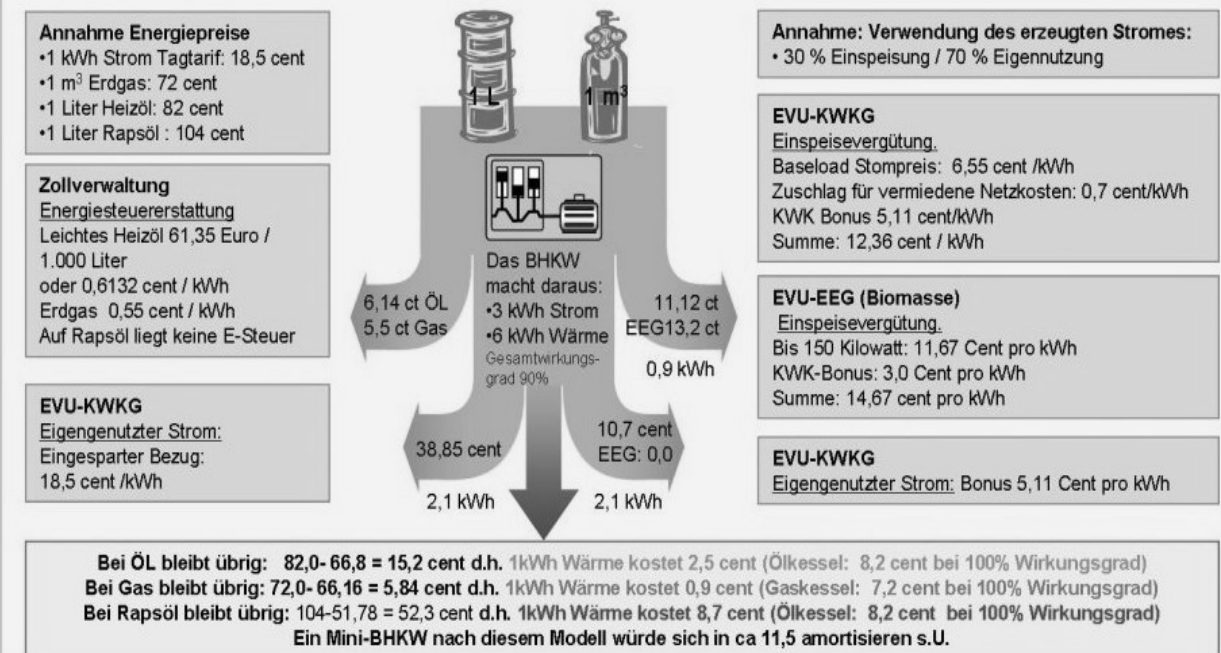 Annahme Energiepreise
•1 kWh Strom Tagtarif: 18,5 cent
•1 m³ Erdgas: 72 cent
•1 Liter Heizöl: 82 cent
•1 Liter Rapsöl : 104 cent
Zollverwaltung
Energiesteuererstattung
Leichtes Heizöl 61,35 Euro /
1.000 Liter
oder 0,6132 cent / kWh
Erdgas 0,55 cent / kWh
Auf Rapsöl liegt keine E-Steuer
EVU-KWKG
Eigengenutzter Strom:
Eingesparter Bezug:
18,5 cent /kWh
1 L
1 m³
Das BHKW
macht daraus:
•3 kWh Strom
•6 kWh Wärme
Gesamtwirkungs-
grad 90%
6,14 ct ÖL
5,5 ct Gas
11,12 ct
EEG13,2 ct
0,9 kWh
38,85 cent
2,1 kWh
10,7 cent
EEG: 0,0
2,1 kWh
Annahme: Verwendung des erzeugten Stromes:
• 30 % Einspeisung / 70 % Eigennutzung
EVU-KWKG
Einspeisevergütung.
Baseload Stompreis: 6,55 cent /kWh
Zuschlag für vermiedene Netzkosten: 0,7 cent/kWh
KWK Bonus 5,11 cent/kWh
Summe: 12,36 cent / kWh
EVU-EEG (Biomasse)
Einspeisevergütung.
Bis 150 Kilowatt: 11,67 Cent pro kWh
KWK-Bonus: 3,0 Cent pro kWh
Summe: 14,67 cent pro kWh
EVU-KWKG
Eigengenutzter Strom: Bonus 5,11 Cent pro kWh
Bei ÖL bleibt übrig: 82,0- 66,8 = 15,2 cent d.h. 1kWh Wärme kostet 2,5 cent (Ölkessel: 8,2 cent bei 100% Wirkungsgrad)
Bei Gas bleibt übrig: 72,0- 66,16 = 5,84 cent d.h. 1kWh Wärme kostet 0,9 cent (Gaskessel: 7,2 cent bei 100% Wirkungsgrad)
Bei Rapsöl bleibt übrig: 104-51,78 = 52,3 cent d.h. 1kWh Wärme kostet 8,7 cent (Ölkessel: 8,2 cent bei 100% Wirkungsgrad)
Ein Mini-BHKW nach diesem Modell würde sich in ca 11,5 amortisieren s.U.